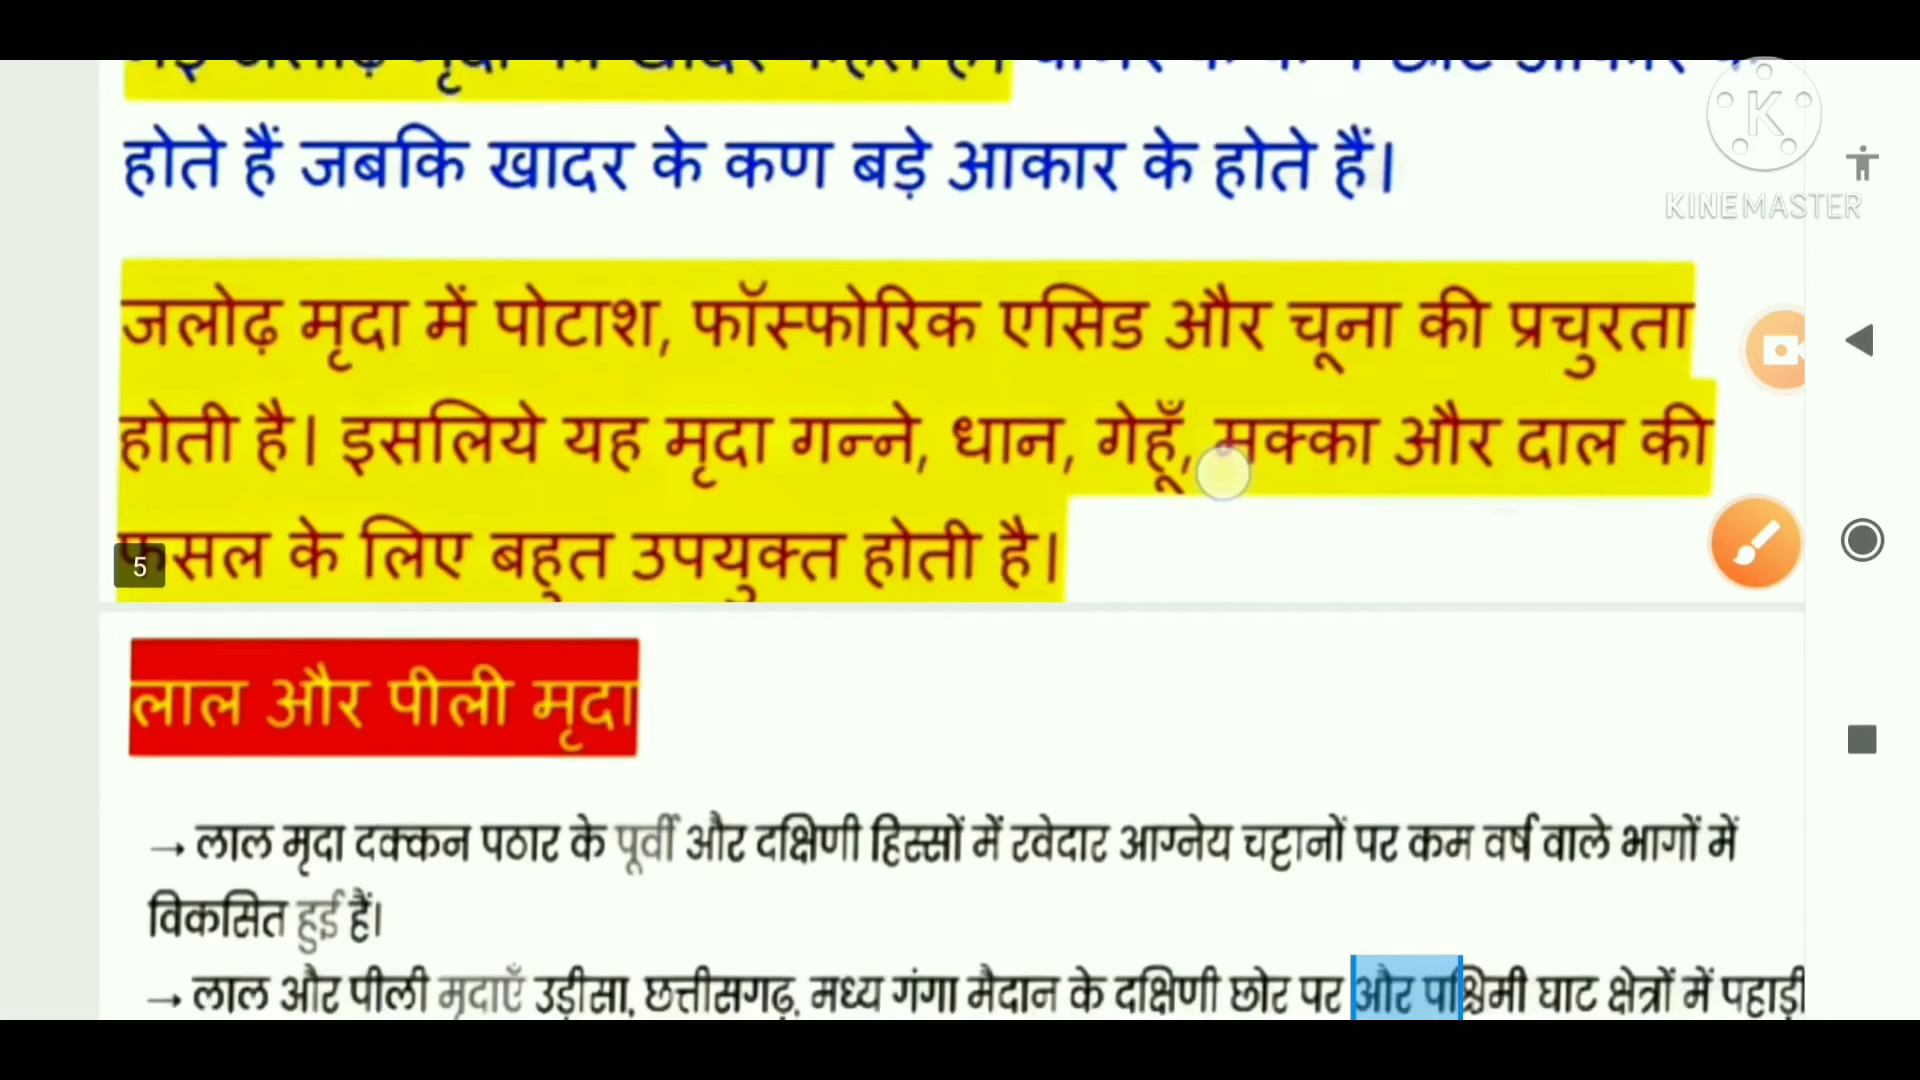 होते हैं जबकि खादर के कण बड़े आकार के होते हैं।
KINEMASTER
जलोढ़ मृदा में पोटाश, फॉस्फोरिक एसिड और चूना की प्रचुरता
होती है। इसलिये यह मृदा गन्ने, धान, गेहूँ, मक्का और दाल की
फसल के लिए बहुत उपयुक्त होती है।
5
लाल और पीली मृदा
→ लाल मृदा दक्कन पठार के पूर्वी और दक्षिणी हिस्सों में रवेदार आग्नेय चट्टानों पर कम वर्ष वाले भागों में
विकसित हुई हैं।
→ लाल और पीली मृदाएँ उड़ीसा, छत्तीसगढ़, मध्य गंगा मैदान के दक्षिणी छोर पर और पश्चिमी घाट क्षेत्रों में पहाड़ी